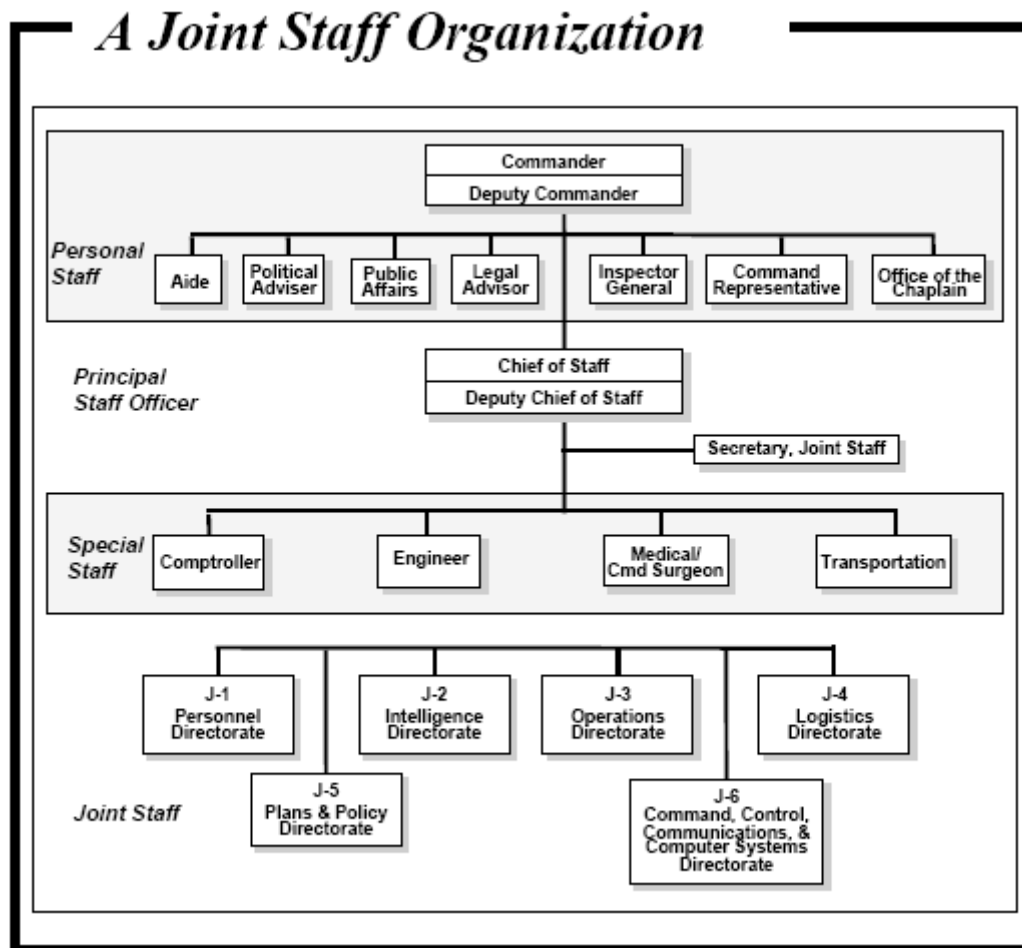 A Joint Staff Organization
Commander
Deputy Commander
Personal
Staff
Aide
Political
Adviser
Public
Affairs
Legal
Advisor
Inspector
General
Command
Representative
Office of the
Chaplain
Principal
Staff Officer
Chief of Staff
Deputy Chief of Staff
Secretary, Joint Staff
Special
Staff
Comptroller
Engineer
Medical/
Cmd Surgeon
Transportation
J-1
Personnel
Directorate
J-2
Intelligence
Directorate
J-3
Operations
Directorate
J-4
Logistics
Directorate
Joint Staff
J-5
Plans & Policy
Directorate
J-6
Command, Control,
Communications, &
Computer Systems
Directorate